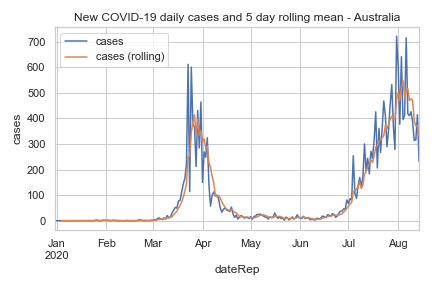 New COVID-19 daily cases and 5 day rolling mean - Australia
cases
cases (rolling)
700
600
500
400
300
200
100
0
cases
Jan Feb Mar Apr May Jun Jul Aug
2020
dateRep